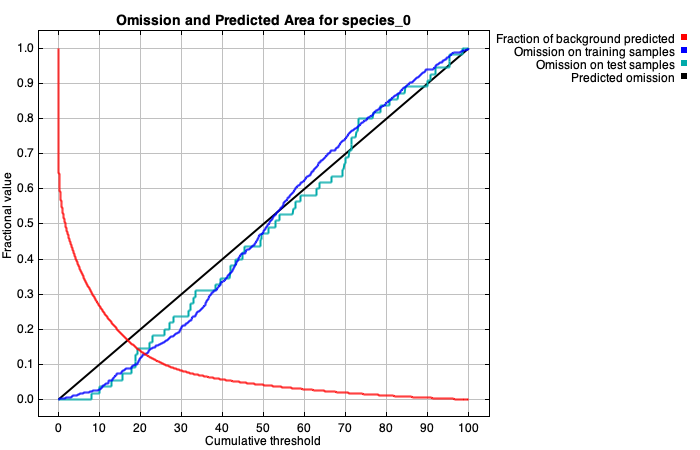 Omission and Predicted Area for species_0
Fraction of background predicted
Omission on training samples
Omission on test samples
Predicted omission
Fractional value
1.0
0.9
0.8
0.7
0.6
0.5
0.4
0.3
0.2
0.1
0.0
0 10 20 30 40 50 60 70 80 90 100
Cumulative threshold